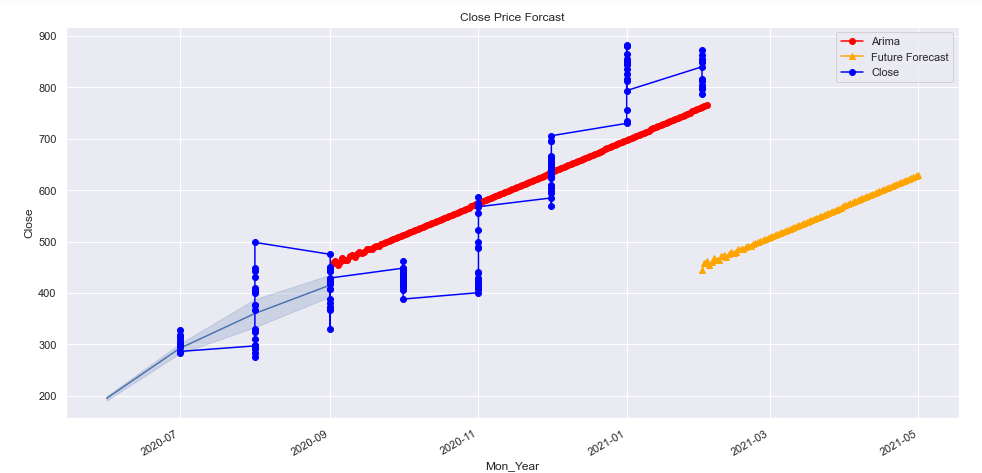 Close Price Forcast
Arima
Future Forecast
Close
900
800
700
600
500
400
300
200
Close
2020-07
2020-09
2020-11
2021-01
2021-03
2021-05
Mon_Year